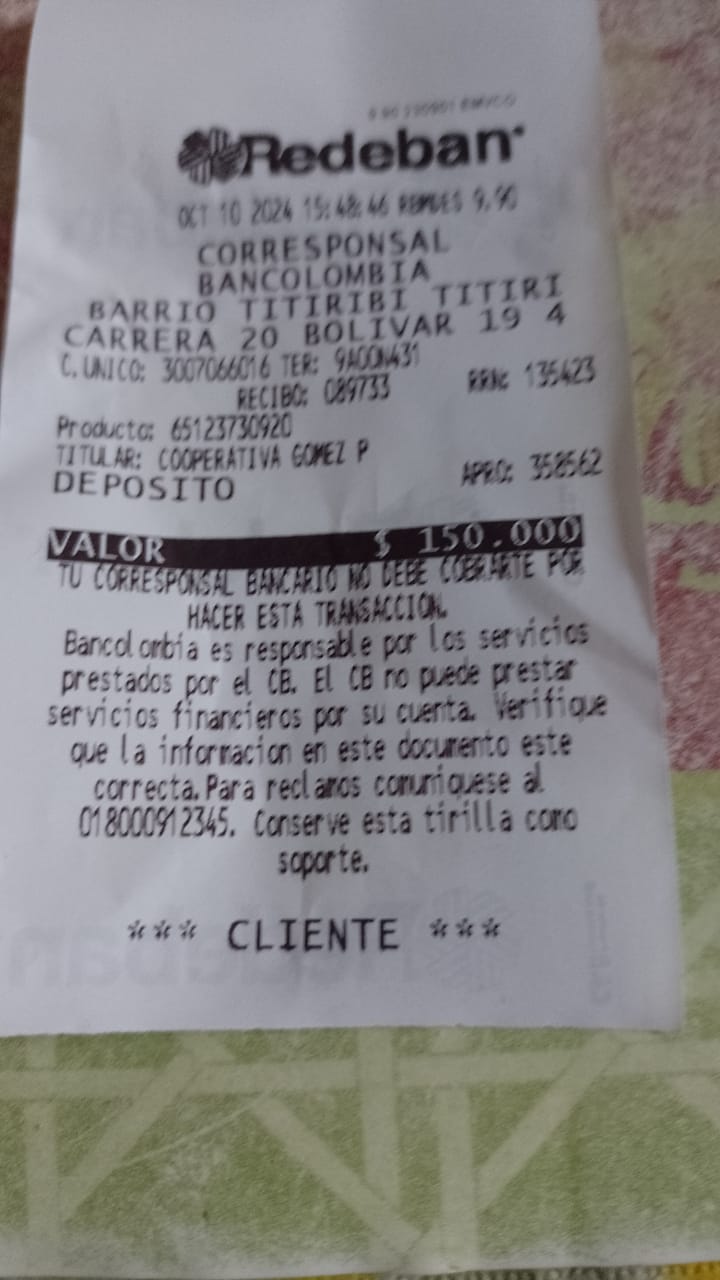 Redeban
OCT 10 2024 15:48:46 RBMDES 9.90
CORRESPONSAL
BANCOLOMBIA
BARRIO TITIRIBI TITIRI
CARRERA 20 BOLIVAR 19 4
C. UNICO: 3007066016 TER: 9A00N431
RECIBO: 089733 RRN: 135423
Producto: 65123730920
TITULAR: COOPERATIVA GOMEZ P
DEPOSITO APRO: 358562
VALOR $ 150.000
TU CORRESPONSAL BANCARIO NO DEBE COBRARTE POR
HACER ESTA TRANSACCION.
Bancolombia es responsable por los servicios
prestados por el CB. El CB no puede prestar
servicios financieros por su cuenta. Verifique
que la informacion en este documento este
correcta. Para reclamos comuniquese al
018000912345. Conserve esta tirilla como
soporte.
*** CLIENTE ***